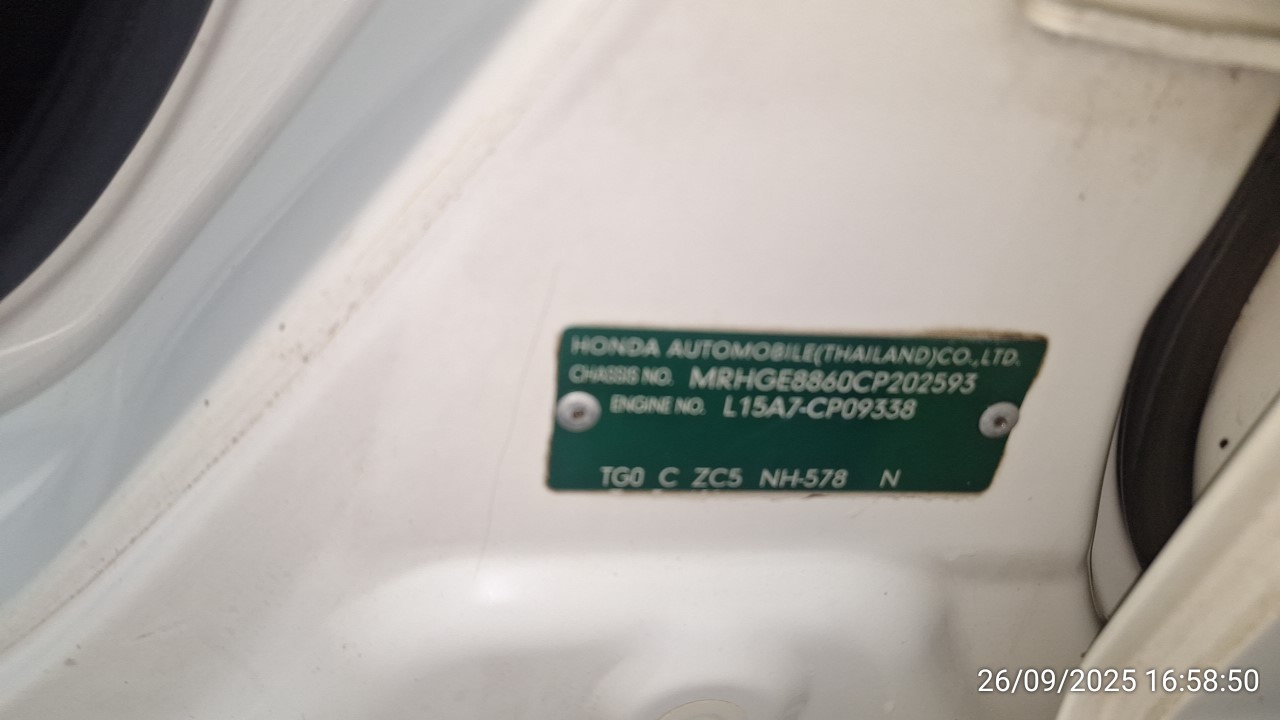 HONDA AUTOMOBILE(THAILAND)CO.,LTD.
CHASSIS NO. MRHGE8860CP202593
ENGINE NO. L15A7-CP09338
TG0 C ZC5 NH-578 N
26/09/2025 16:58:50